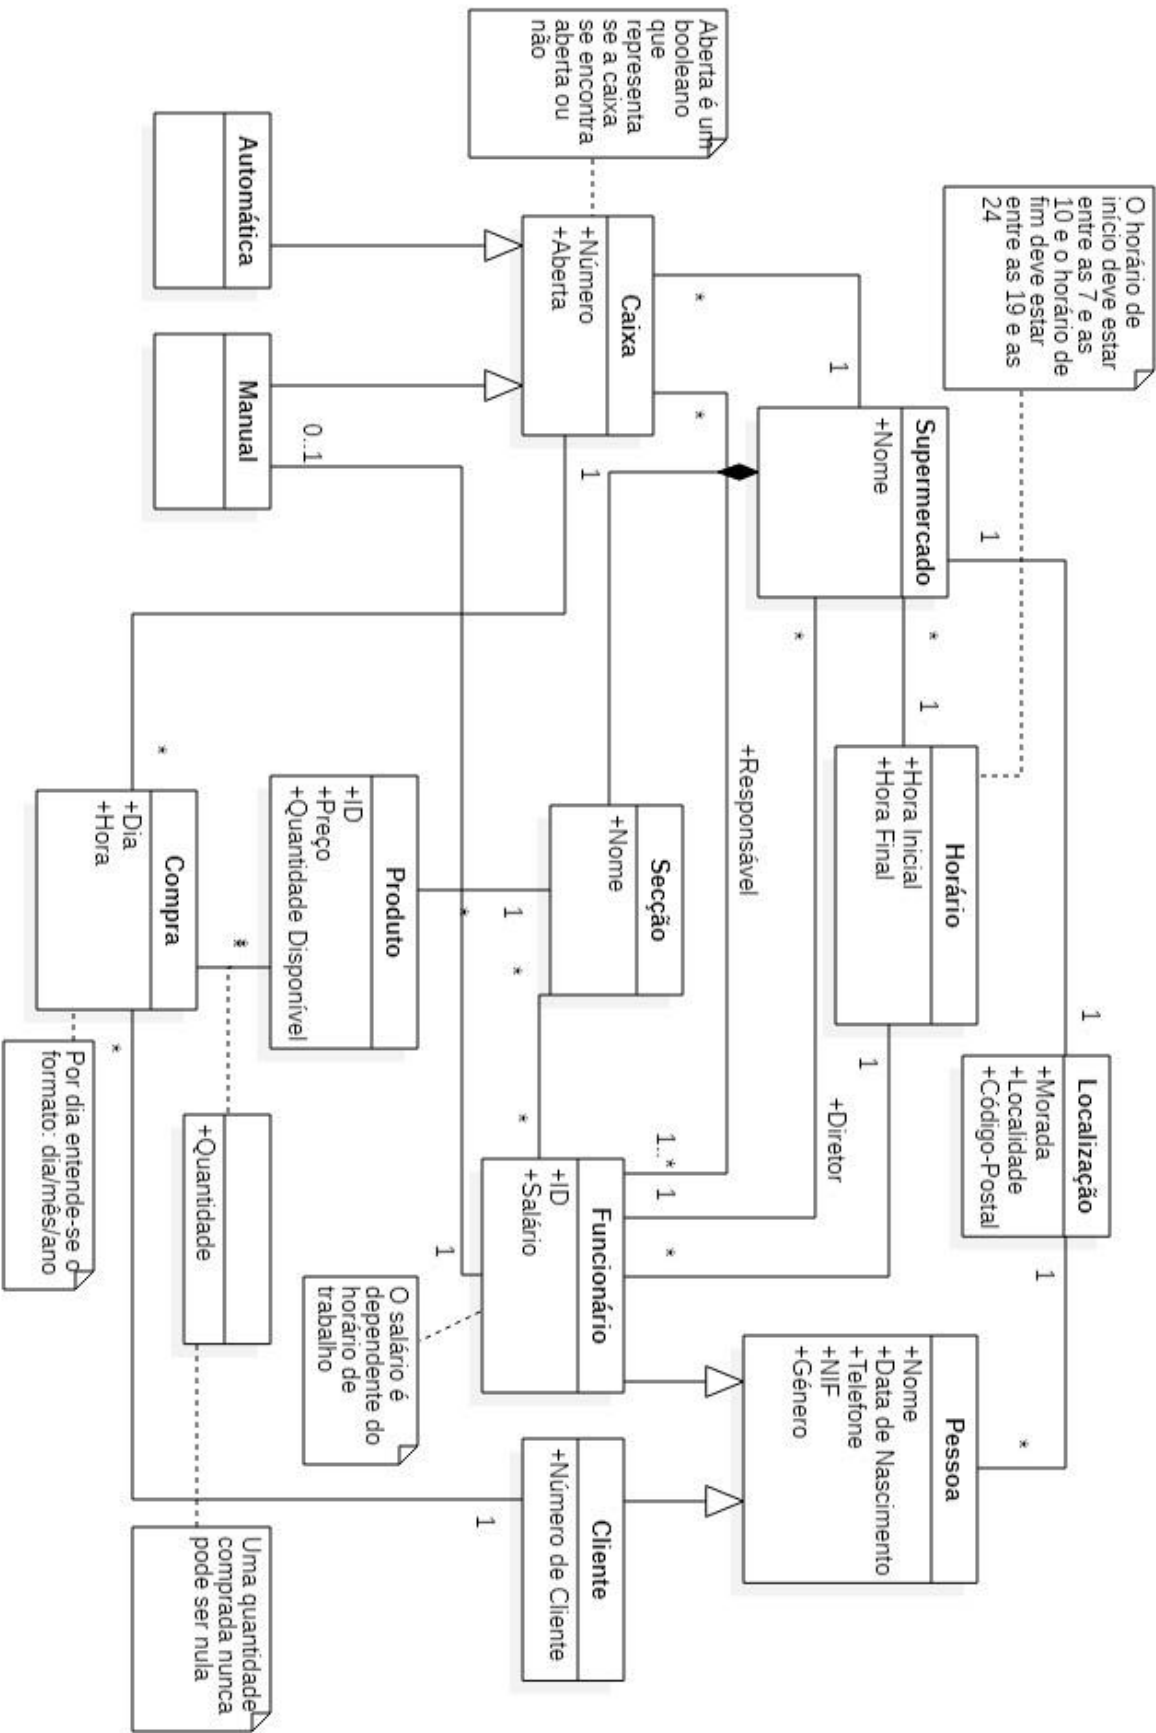 O horário de
início deve estar
entre as 7 e as
10 e o horário de
fim deve estar
entre as 19 e as
24
1
1
Localização
+Morada
+Localidade
+Código-Postal
1
*
Supermercado
+Nome
*
1
Horário
+Hora Inicial
+Hora Final
1
+Diretor
Pessoa
+Nome
+Data de Nascimento
+Telefone
+NIF
+Género
1
*
+Responsável
*
*
1..*
1
*
Aberta é um
booleano
que
representa
se a caixa
se encontra
aberta ou
não
Caixa
+Número
+Aberta
1
Secção
+Nome
1
*
*
Funcionário
+ID
+Salário
1
Cliente
+Número de Cliente
1
O salário é
dependente do
horário de
trabalho
Automática
Manual
0..1
*
Produto
+ID
+Preço
+Quantidade Disponível
*
*
Compra
+Dia
+Hora
*
+Quantidade
Uma quantidade
comprada nunca
pode ser nula
Por dia entende-se o
formato: dia/mês/ano